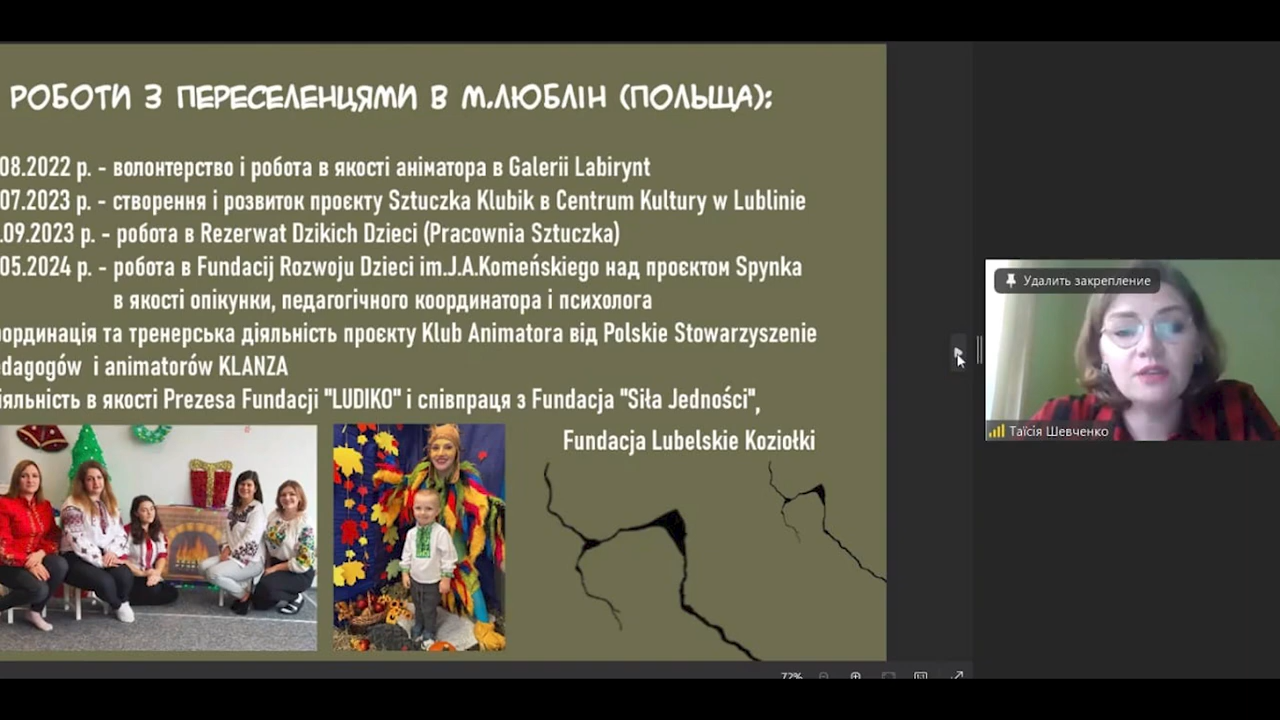 РОБОТИ З ПЕРЕСЕЛЕНЦЯМИ В М.ЛЮБЛІН (ПОЛЬЩА):
08.2022 р. - волонтерство і робота в якості аніматора в Galerii Labirynt
07.2023 р. - створення і розвиток проєкту Sztuczka Klubik в Centrum Kultury w Lublinie
.09.2023 р. - робота в Rezerwat Dzikich Dzieci (Pracownia Sztuczka)
05.2024 р. - робота в Fundacij Rozwoju Dzieci im.J.A.Komeńskiego над проєктом Spynka
в якості опікунки, педагогічного координатора і психолога
ординація та тренерська діяльність проєкту Klub Animatora від Polskie Stowarzyszenie
edagogów і animatorów KLANZA
іяльність в якості Prezesa Fundacji "LUDIKO" і співпраця з Fundacja "Siła Jedności",
Fundacja Lubelskie Koziołki
Удалить закрепление
Таїсія Шевченко
72%